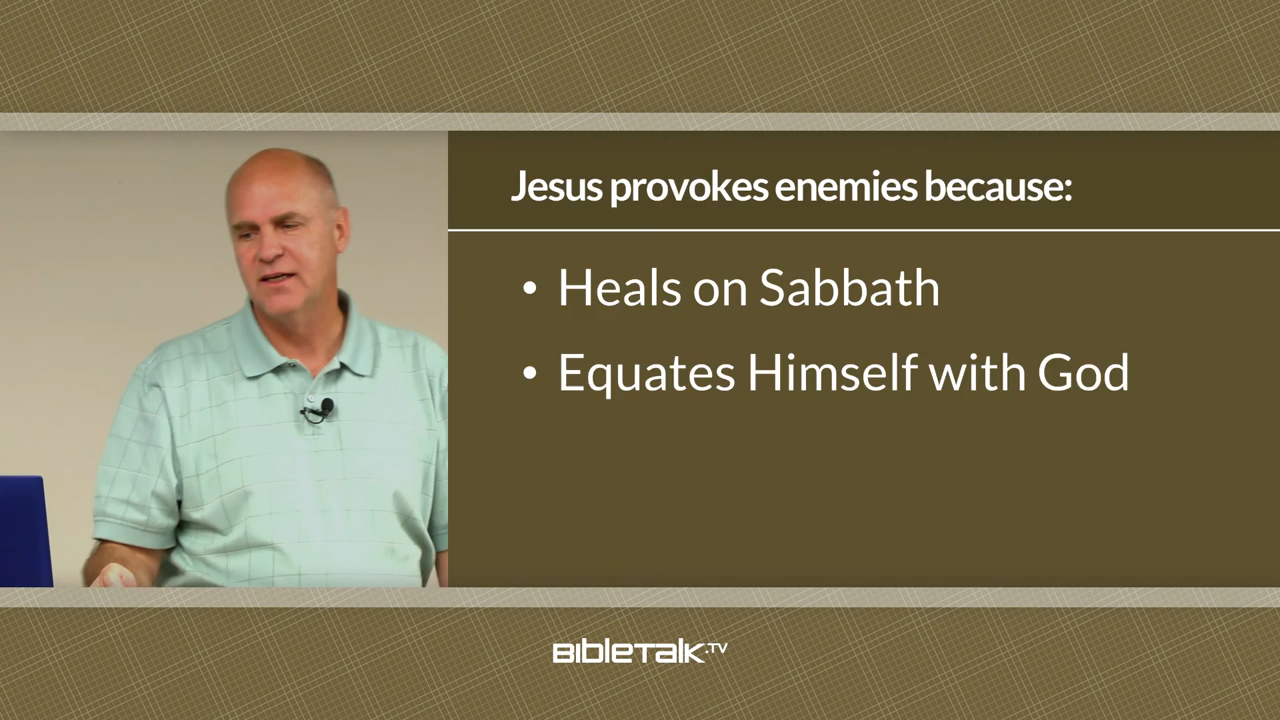 Jesus provokes enemies because:
• Heals on Sabbath
• Equates Himself with God
BIBLETALK.TV